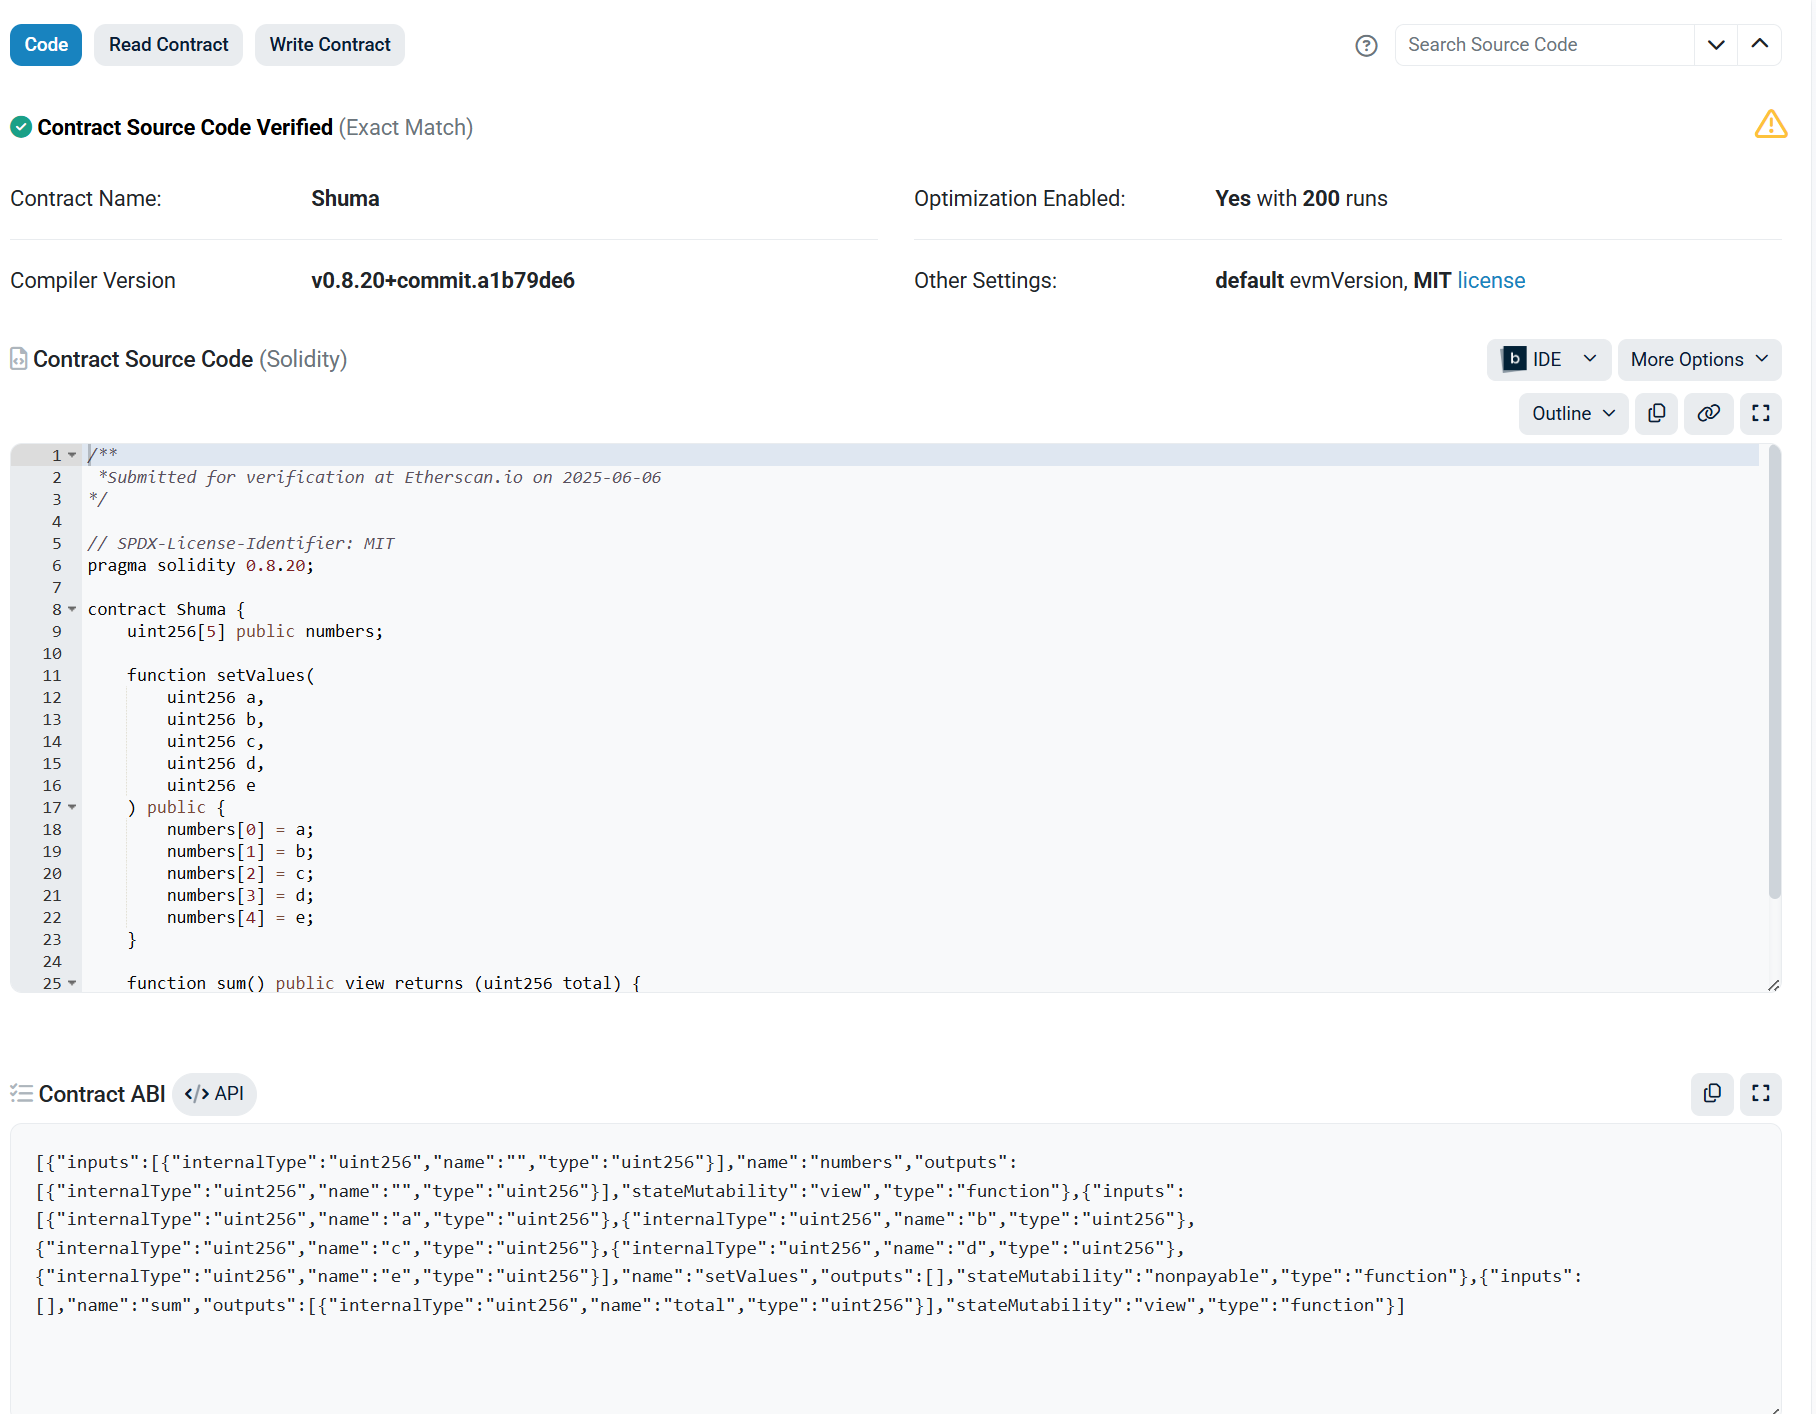 Code Read Contract Write Contract Search Source Code
Contract Source Code Verified (Exact Match)
Contract Name: Shuma Optimization Enabled: Yes with 200 runs
Compiler Version v0.8.20+commit.a1b79de6 Other Settings: default evmVersion, MIT license
Contract Source Code (Solidity) b IDE More Options
Outline
1 /**
2  *Submitted for verification at Etherscan.io on 2025-06-06
3 */
4
5 // SPDX-License-Identifier: MIT
6 pragma solidity 0.8.20;
7
8 contract Shuma {
9     uint256[5] public numbers;
10
11     function setValues(
12         uint256 a,
13         uint256 b,
14         uint256 c,
15         uint256 d,
16         uint256 e
17     ) public {
18         numbers[0] = a;
19         numbers[1] = b;
20         numbers[2] = c;
21         numbers[3] = d;
22         numbers[4] = e;
23     }
24
25     function sum() public view returns (uint256 total) {
Contract ABI </> API
[{"inputs":[{"internalType":"uint256","name":"","type":"uint256"}],"name":"numbers","outputs":
[{"internalType":"uint256","name":"","type":"uint256"}],"stateMutability":"view","type":"function"},{"inputs":
[{"internalType":"uint256","name":"a","type":"uint256"},{"internalType":"uint256","name":"b","type":"uint256"},
{"internalType":"uint256","name":"c","type":"uint256"},{"internalType":"uint256","name":"d","type":"uint256"},
{"internalType":"uint256","name":"e","type":"uint256"}],"name":"setValues","outputs":[],"stateMutability":"nonpayable","type":"function"},{"inputs":
[],"name":"sum","outputs":[{"internalType":"uint256","name":"total","type":"uint256"}],"stateMutability":"view","type":"function"}]